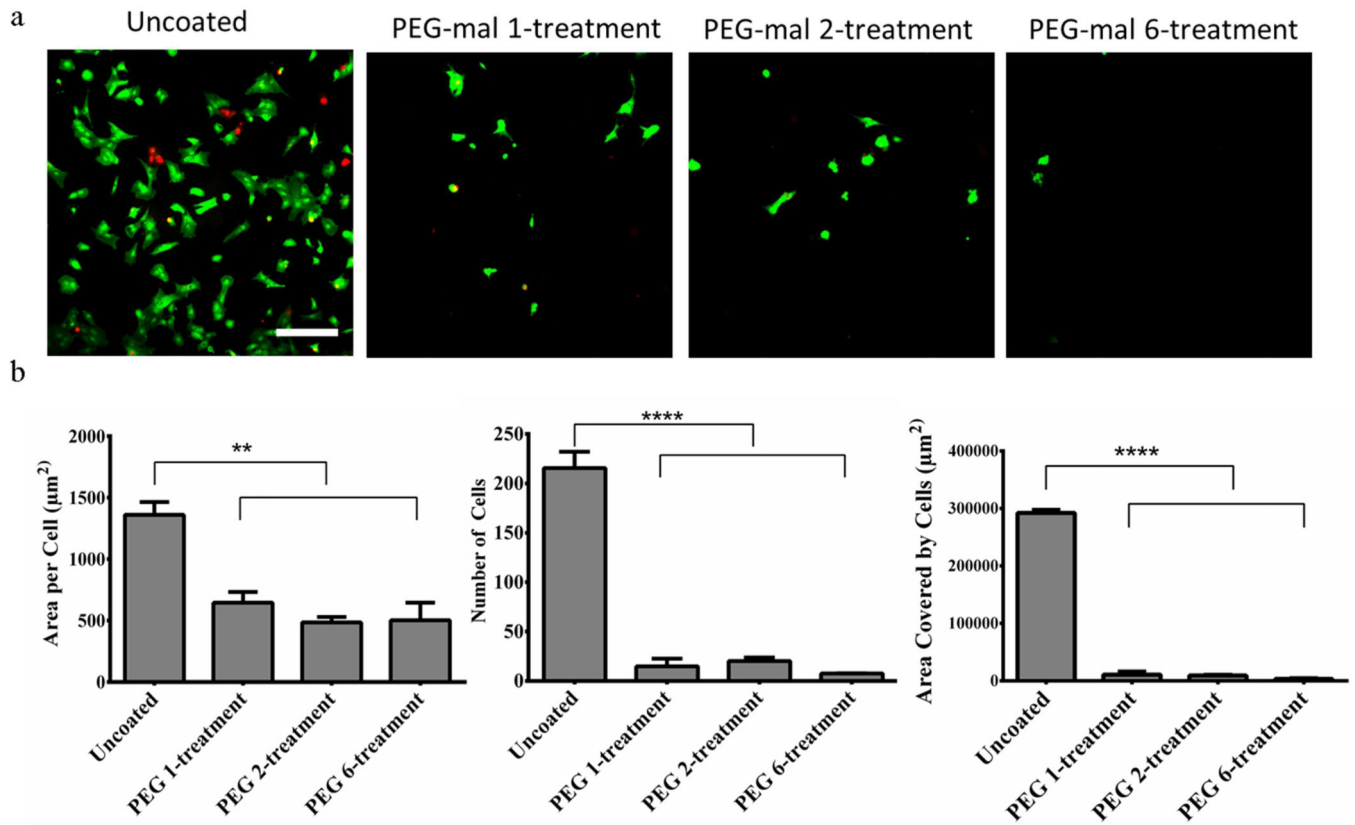 a
Uncoated
PEG-mal 1-treatment
PEG-mal 2-treatment
PEG-mal 6-treatment
b
Area per Cell (µm²)
2000
1500
1000
500
0
**
Uncoated
PEG 1-treatment
PEG 2-treatment
PEG 6-treatment
Number of Cells
250
200
150
100
50
0
****
Uncoated
PEG 1-treatment
PEG 2-treatment
PEG 6-treatment
Area Covered by Cells (µm²)
400000
300000
200000
100000
0
****
Uncoated
PEG 1-treatment
PEG 2-treatment
PEG 6-treatment